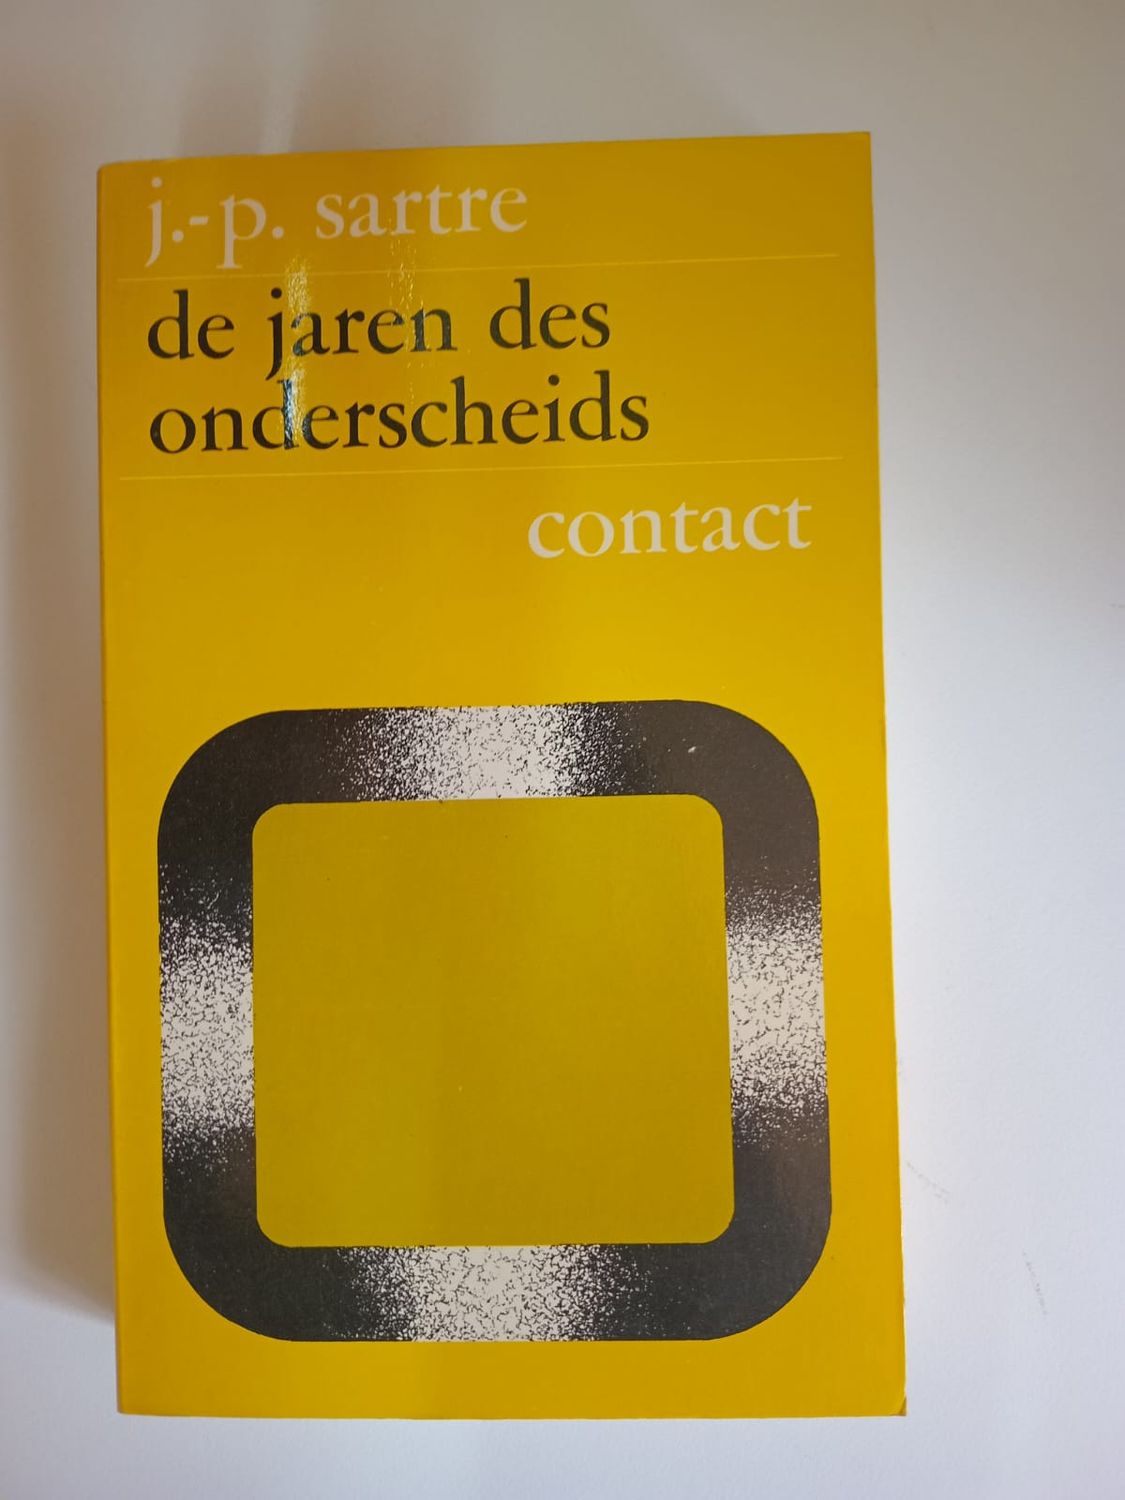 j.-p. sartre
de jaren des
onderscheids
contact